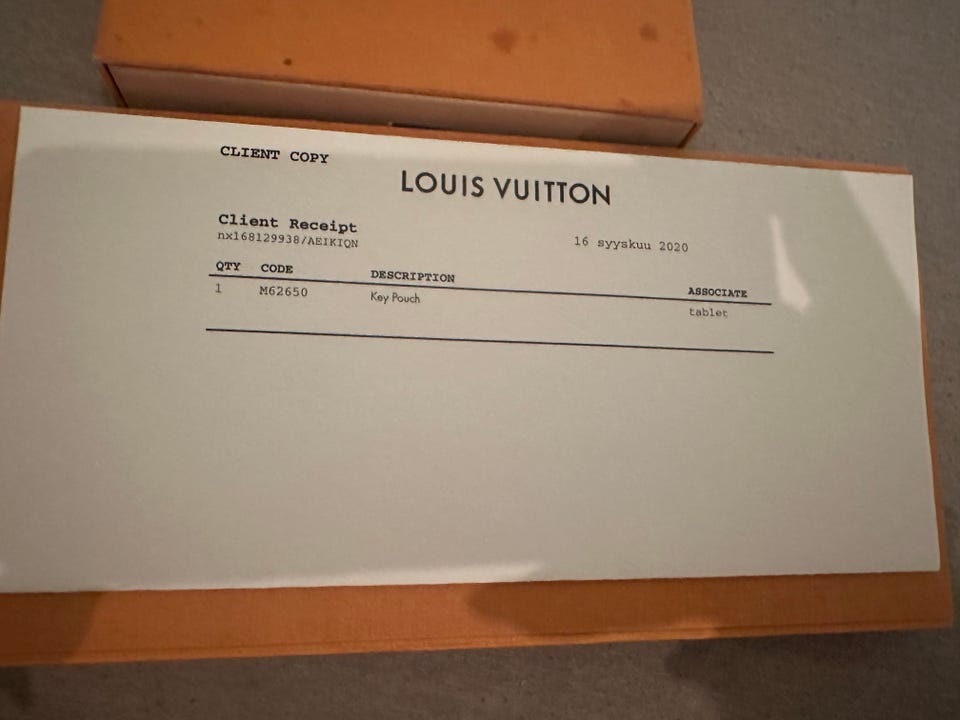 CLIENT COPY
LOUIS VUITTON
Client Receipt
nx168129938/AEIKIQN
16 syyskuu 2020
QTY CODE DESCRIPTION ASSOCIATE
1 M62650 Key Pouch tablet